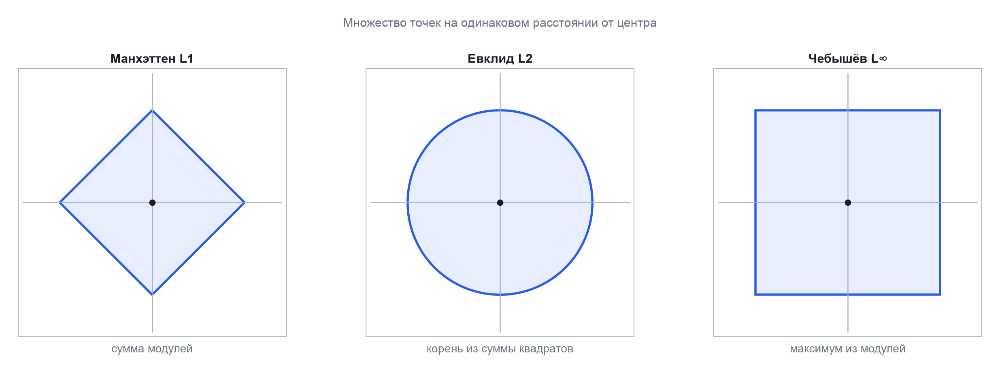 Множество точек на одинаковом расстоянии от центра
Манхэттен L1
Евклид L2
Чебышёв L∞
сумма модулей
корень из суммы квадратов
максимум из модулей